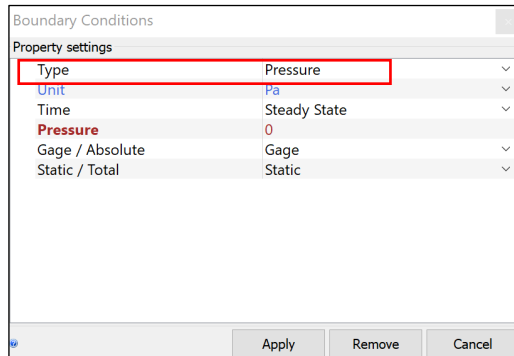 Boundary Conditions
Property settings
Type Pressure
Unit Pa
Time Steady State
Pressure 0
Gage / Absolute Gage
Static / Total Static
Apply Remove Cancel